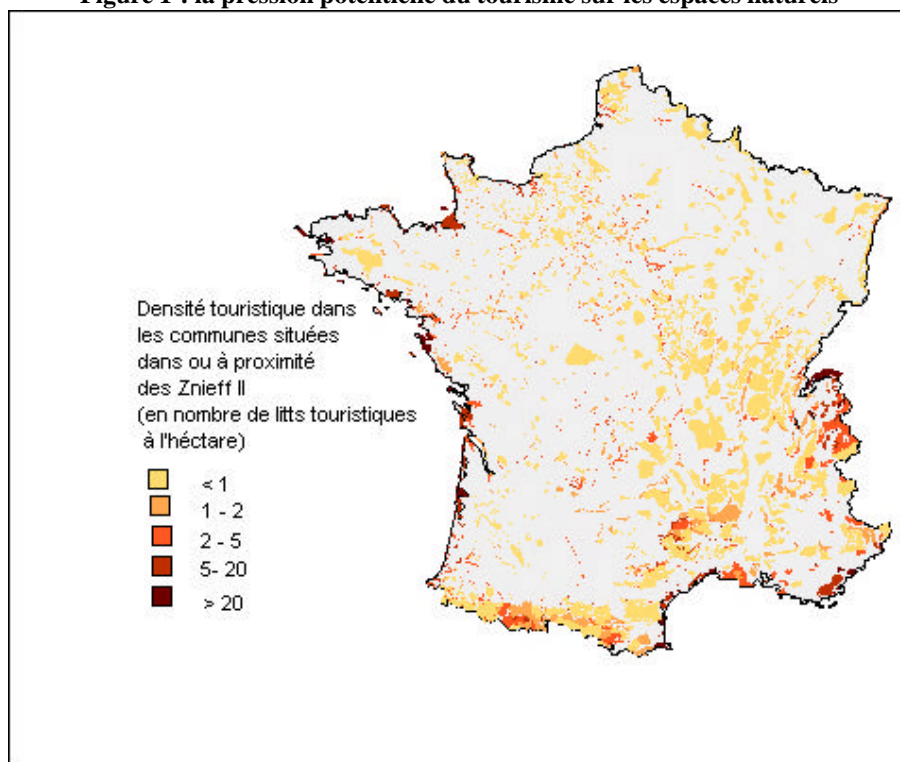 Figure 1 : la pression potentielle du tourisme sur les espaces naturels
Densité touristique dans
les communes situées
dans ou à proximité
des Znieff II
(en nombre de litts touristiques
à l'héctare)
< 1
1 - 2
2 - 5
5- 20
> 20